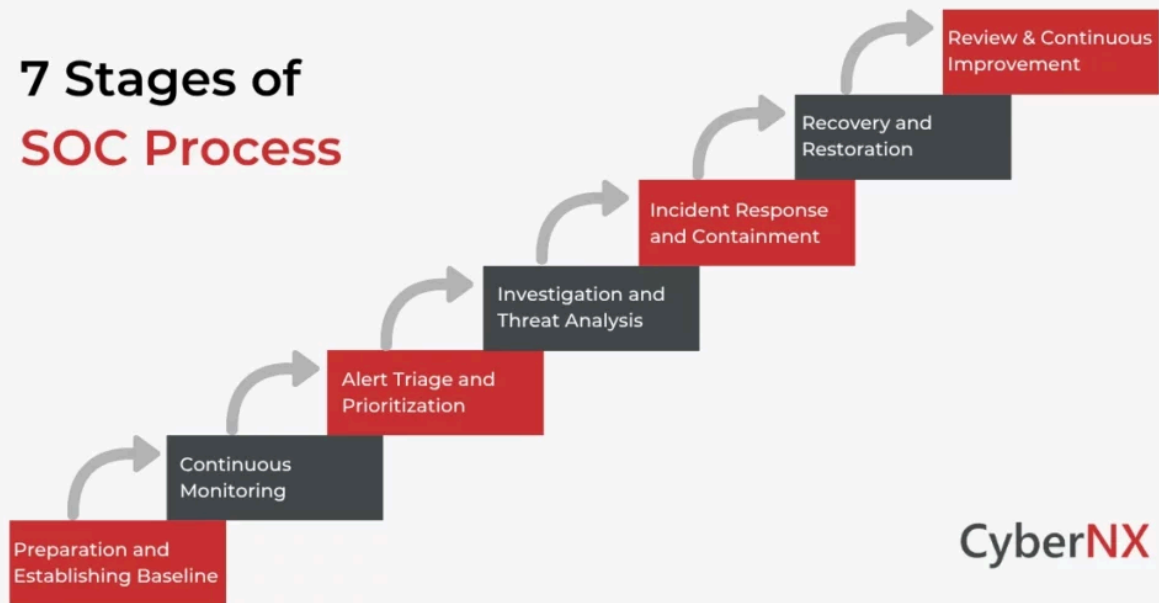 7 Stages of
SOC Process
Preparation and
Establishing Baseline
Continuous
Monitoring
Alert Triage and
Prioritization
Investigation and
Threat Analysis
Incident Response
and Containment
Recovery and
Restoration
Review & Continuous
Improvement
CyberNX